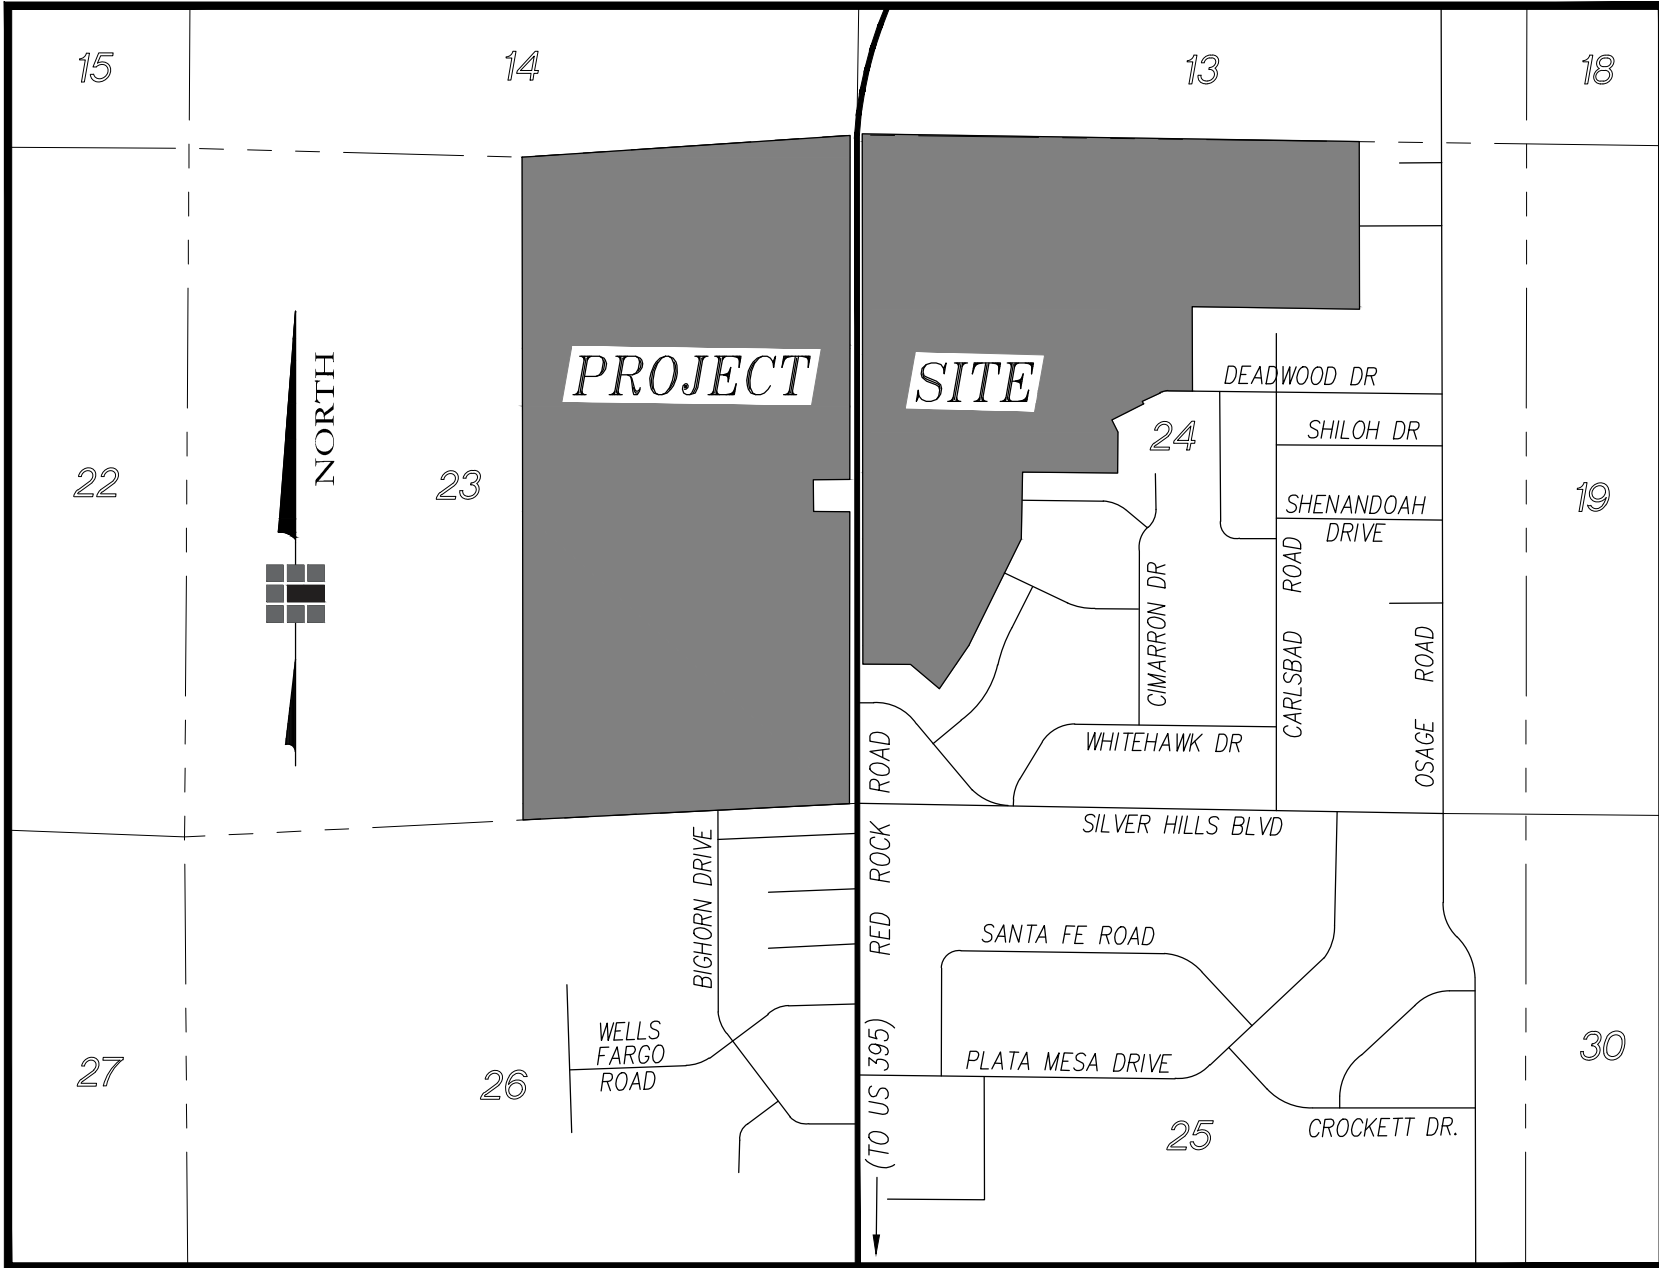 15
14
13
18
NORTH
PROJECT
SITE
DEADWOOD DR
SHILOH DR
24
22
23
SHENANDOAH
DRIVE
19
CIMARRON DR
CARLSBAD ROAD
OSAGE ROAD
WHITEHAWK DR
SILVER HILLS BLVD
RED ROCK ROAD
(TO US 395)
BIGHORN DRIVE
SANTA FE ROAD
WELLS
FARGO
ROAD
PLATA MESA DRIVE
27
26
25
30
CROCKETT DR.